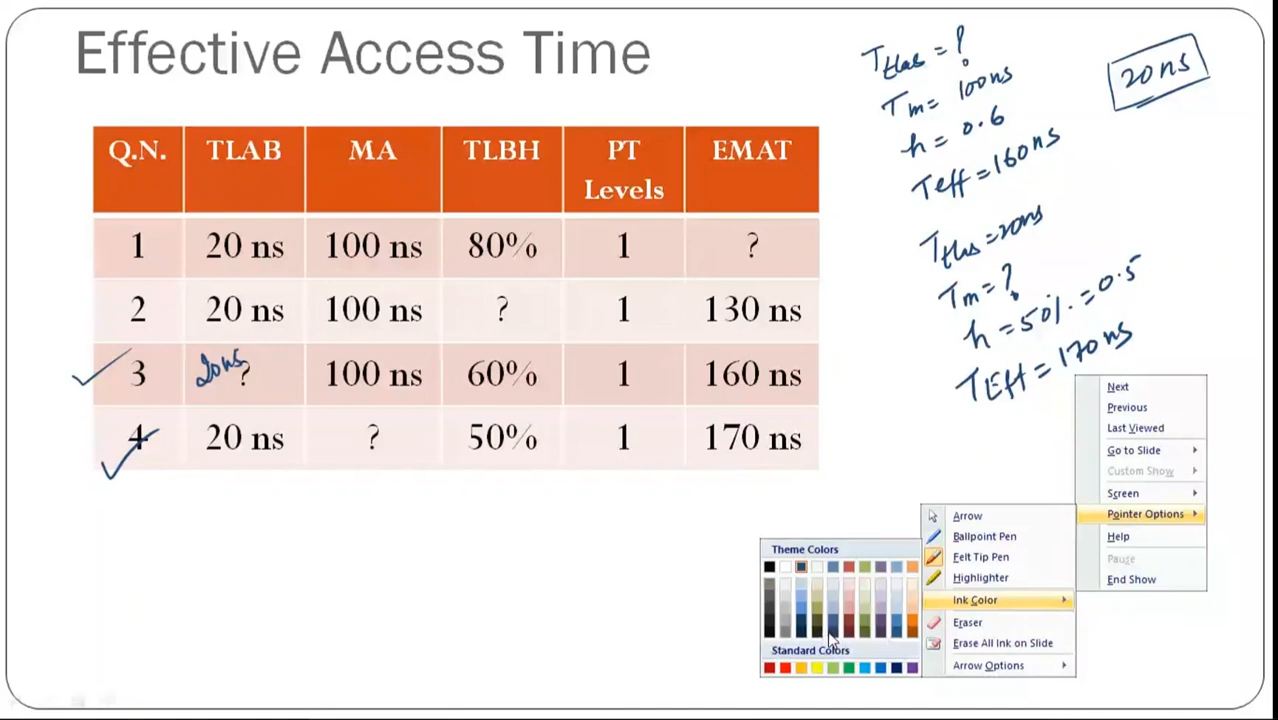 Effective Access Time
Q.N. TLAB MA TLBH PT Levels EMAT
1 20 ns 100 ns 80% 1 ?
2 20 ns 100 ns ? 1 130 ns
3 20ns ? 100 ns 60% 1 160 ns
4 20 ns ? 50% 1 170 ns
Ttlab = ?
Tm = 100ns
h = 0.6
Teff = 160ns
20ns
Ttlb = 20ns
Tm = ?
h = 50% = 0.5
TEff = 170ns
Next
Previous
Last Viewed
Go to Slide
Custom Show
Screen
Pointer Options
Help
Pause
End Show
Arrow
Ballpoint Pen
Felt Tip Pen
Highlighter
Ink Color
Eraser
Erase All Ink on Slide
Arrow Options
Theme Colors
Standard Colors